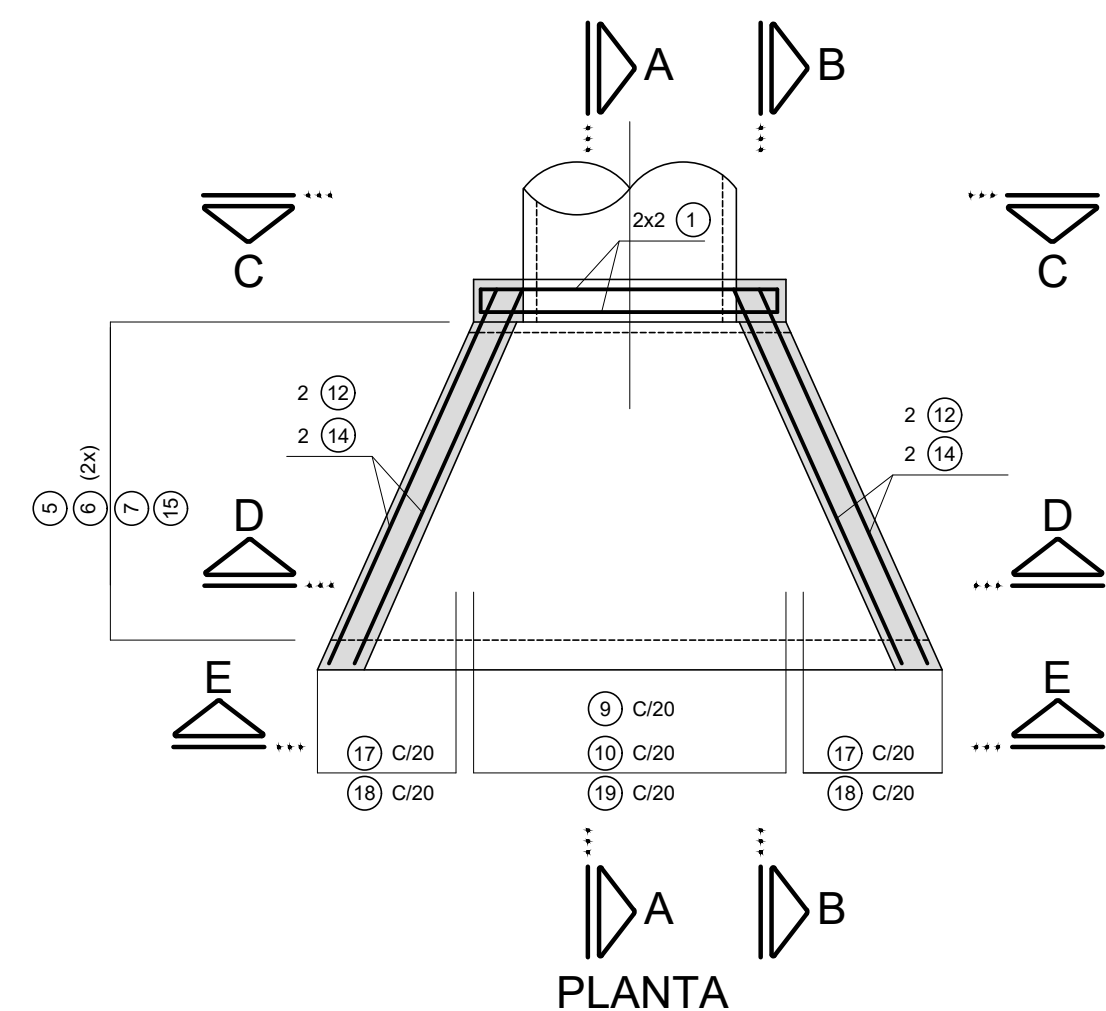 A B
C C
2x2 1
2 12
2 14
2 12
2 14
5 6 (2x) 7 15
D D
E E
9 C/20
17 C/20 10 C/20 17 C/20
18 C/20 19 C/20 18 C/20
A B
PLANTA